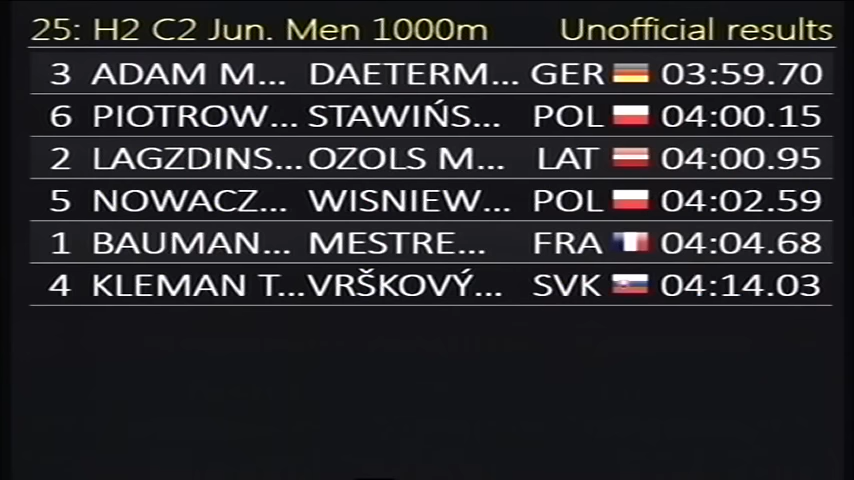 25: H2 C2 Jun. Men 1000m Unofficial results
3 ADAM M... DAETERM... GER 03:59.70
6 PIOTROW... STAWIŃS... POL 04:00.15
2 LAGZDINS... OZOLS M... LAT 04:00.95
5 NOWACZ... WISNIEW... POL 04:02.59
1 BAUMAN... MESTRE... FRA 04:04.68
4 KLEMAN T... VRŠKOVÝ... SVK 04:14.03